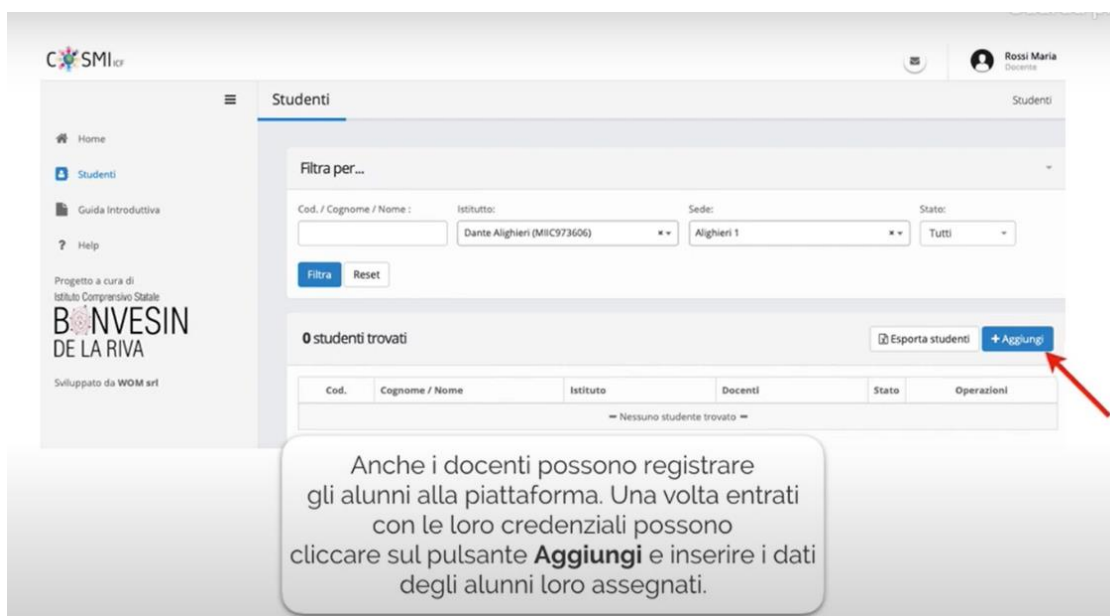 COSMI ICF
Rossi Maria
Docente
Studenti
Studenti
Home
Studenti
Guida Introduttiva
? Help
Progetto a cura di
Istituto Comprensivo Statale
BONVESIN
DE LA RIVA
Sviluppato da WOM srl
Filtra per...
Cod. / Cognome / Nome : Istitutto: Sede: Stato:
Dante Alighieri (MIIC973606) Alighieri 1 Tutti
Filtra Reset
0 studenti trovati Esporta studenti + Aggiungi
Cod. Cognome / Nome Istituto Docenti Stato Operazioni
— Nessuno studente trovato —
Anche i docenti possono registrare
gli alunni alla piattaforma. Una volta entrati
con le loro credenziali possono
cliccare sul pulsante Aggiungi e inserire i dati
degli alunni loro assegnati.